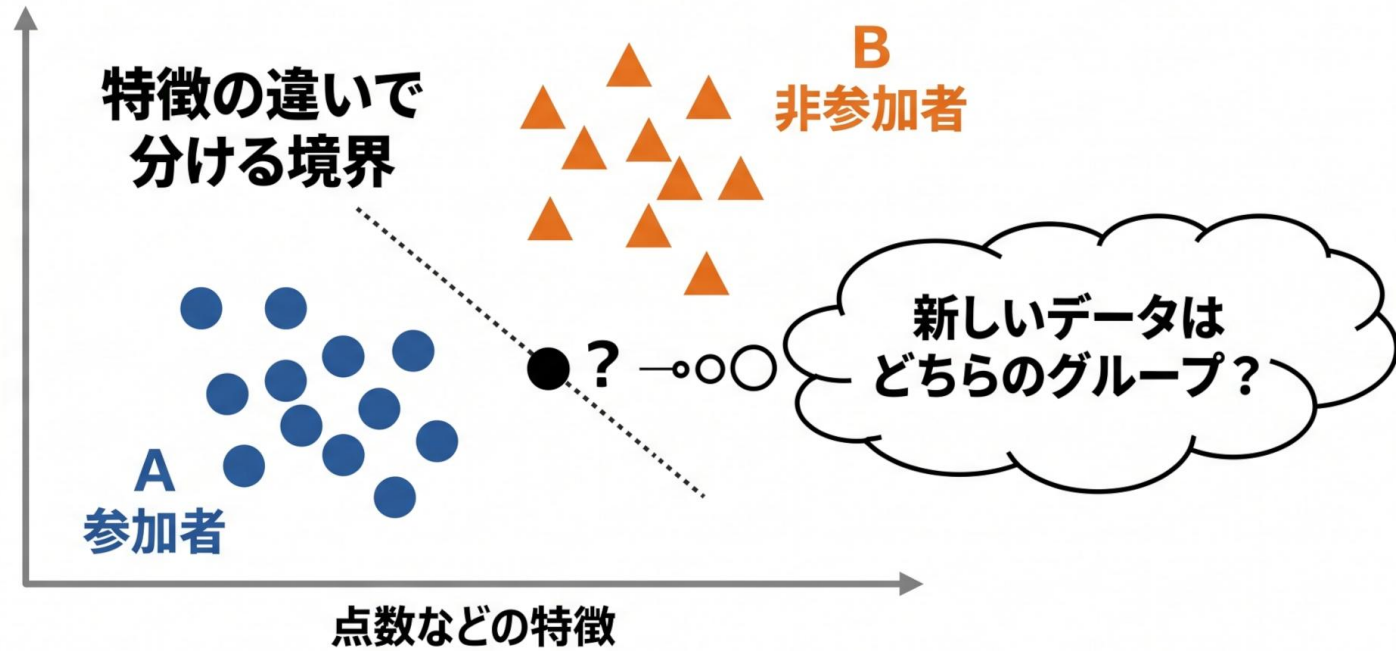 特徴の違いで
分ける境界
B
非参加者
?
新しいデータは
どちらのグループ？
A
参加者
点数などの特徴